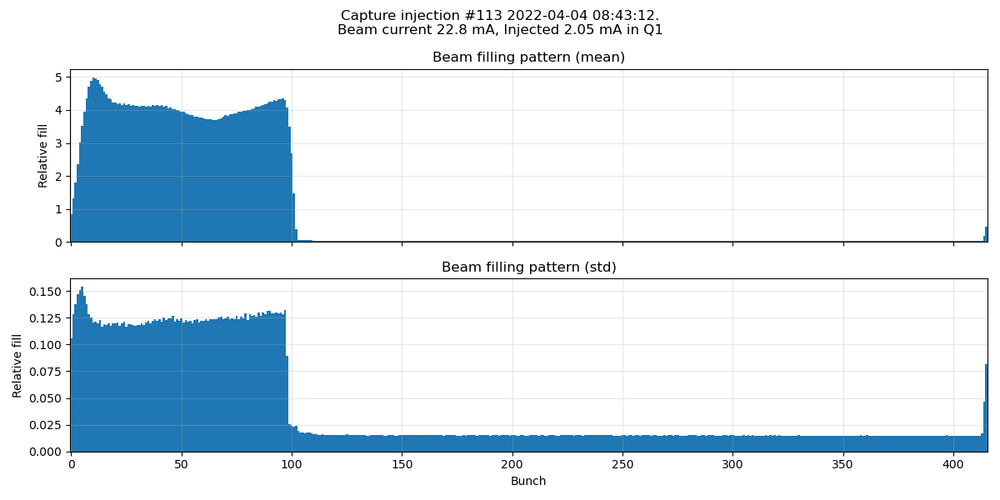 Capture injection #113 2022-04-04 08:43:12.
Beam current 22.8 mA, Injected 2.05 mA in Q1
Beam filling pattern (mean)
5
4
3
2
1
0
Relative fill
Beam filling pattern (std)
0.150
0.125
0.100
0.075
0.050
0.025
0.000
Relative fill
0 50 100 150 200 250 300 350 400
Bunch